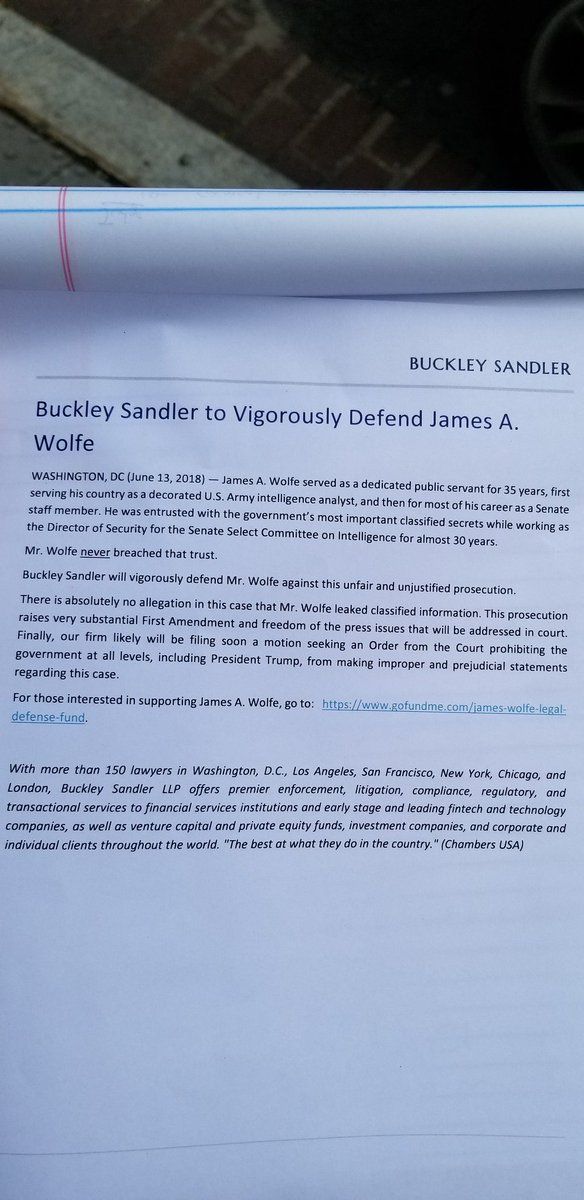 BUCKLEY SANDLER
Buckley Sandler to Vigorously Defend James A.
Wolfe
WASHINGTON, DC (June 13, 2018) — James A. Wolfe served as a dedicated public servant for 35 years, first
serving his country as a decorated U.S. Army intelligence analyst, and then for most of his career as a Senate
staff member. He was entrusted with the government's most important classified secrets while working as
the Director of Security for the Senate Select Committee on Intelligence for almost 30 years.
Mr. Wolfe never breached that trust.
Buckley Sandler will vigorously defend Mr. Wolfe against this unfair and unjustified prosecution.
There is absolutely no allegation in this case that Mr. Wolfe leaked classified information. This prosecution
raises very substantial First Amendment and freedom of the press issues that will be addressed in court.
Finally, our firm likely will be filing soon a motion seeking an Order from the Court prohibiting the
government at all levels, including President Trump, from making improper and prejudicial statements
regarding this case.
For those interested in supporting James A. Wolfe, go to: https://www.gofundme.com/james-wolfe-legal-
defense-fund.
With more than 150 lawyers in Washington, D.C., Los Angeles, San Francisco, New York, Chicago, and
London, Buckley Sandler LLP offers premier enforcement, litigation, compliance, regulatory, and
transactional services to financial services institutions and early stage and leading fintech and technology
companies, as well as venture capital and private equity funds, investment companies, and corporate and
individual clients throughout the world. "The best at what they do in the country." (Chambers USA)